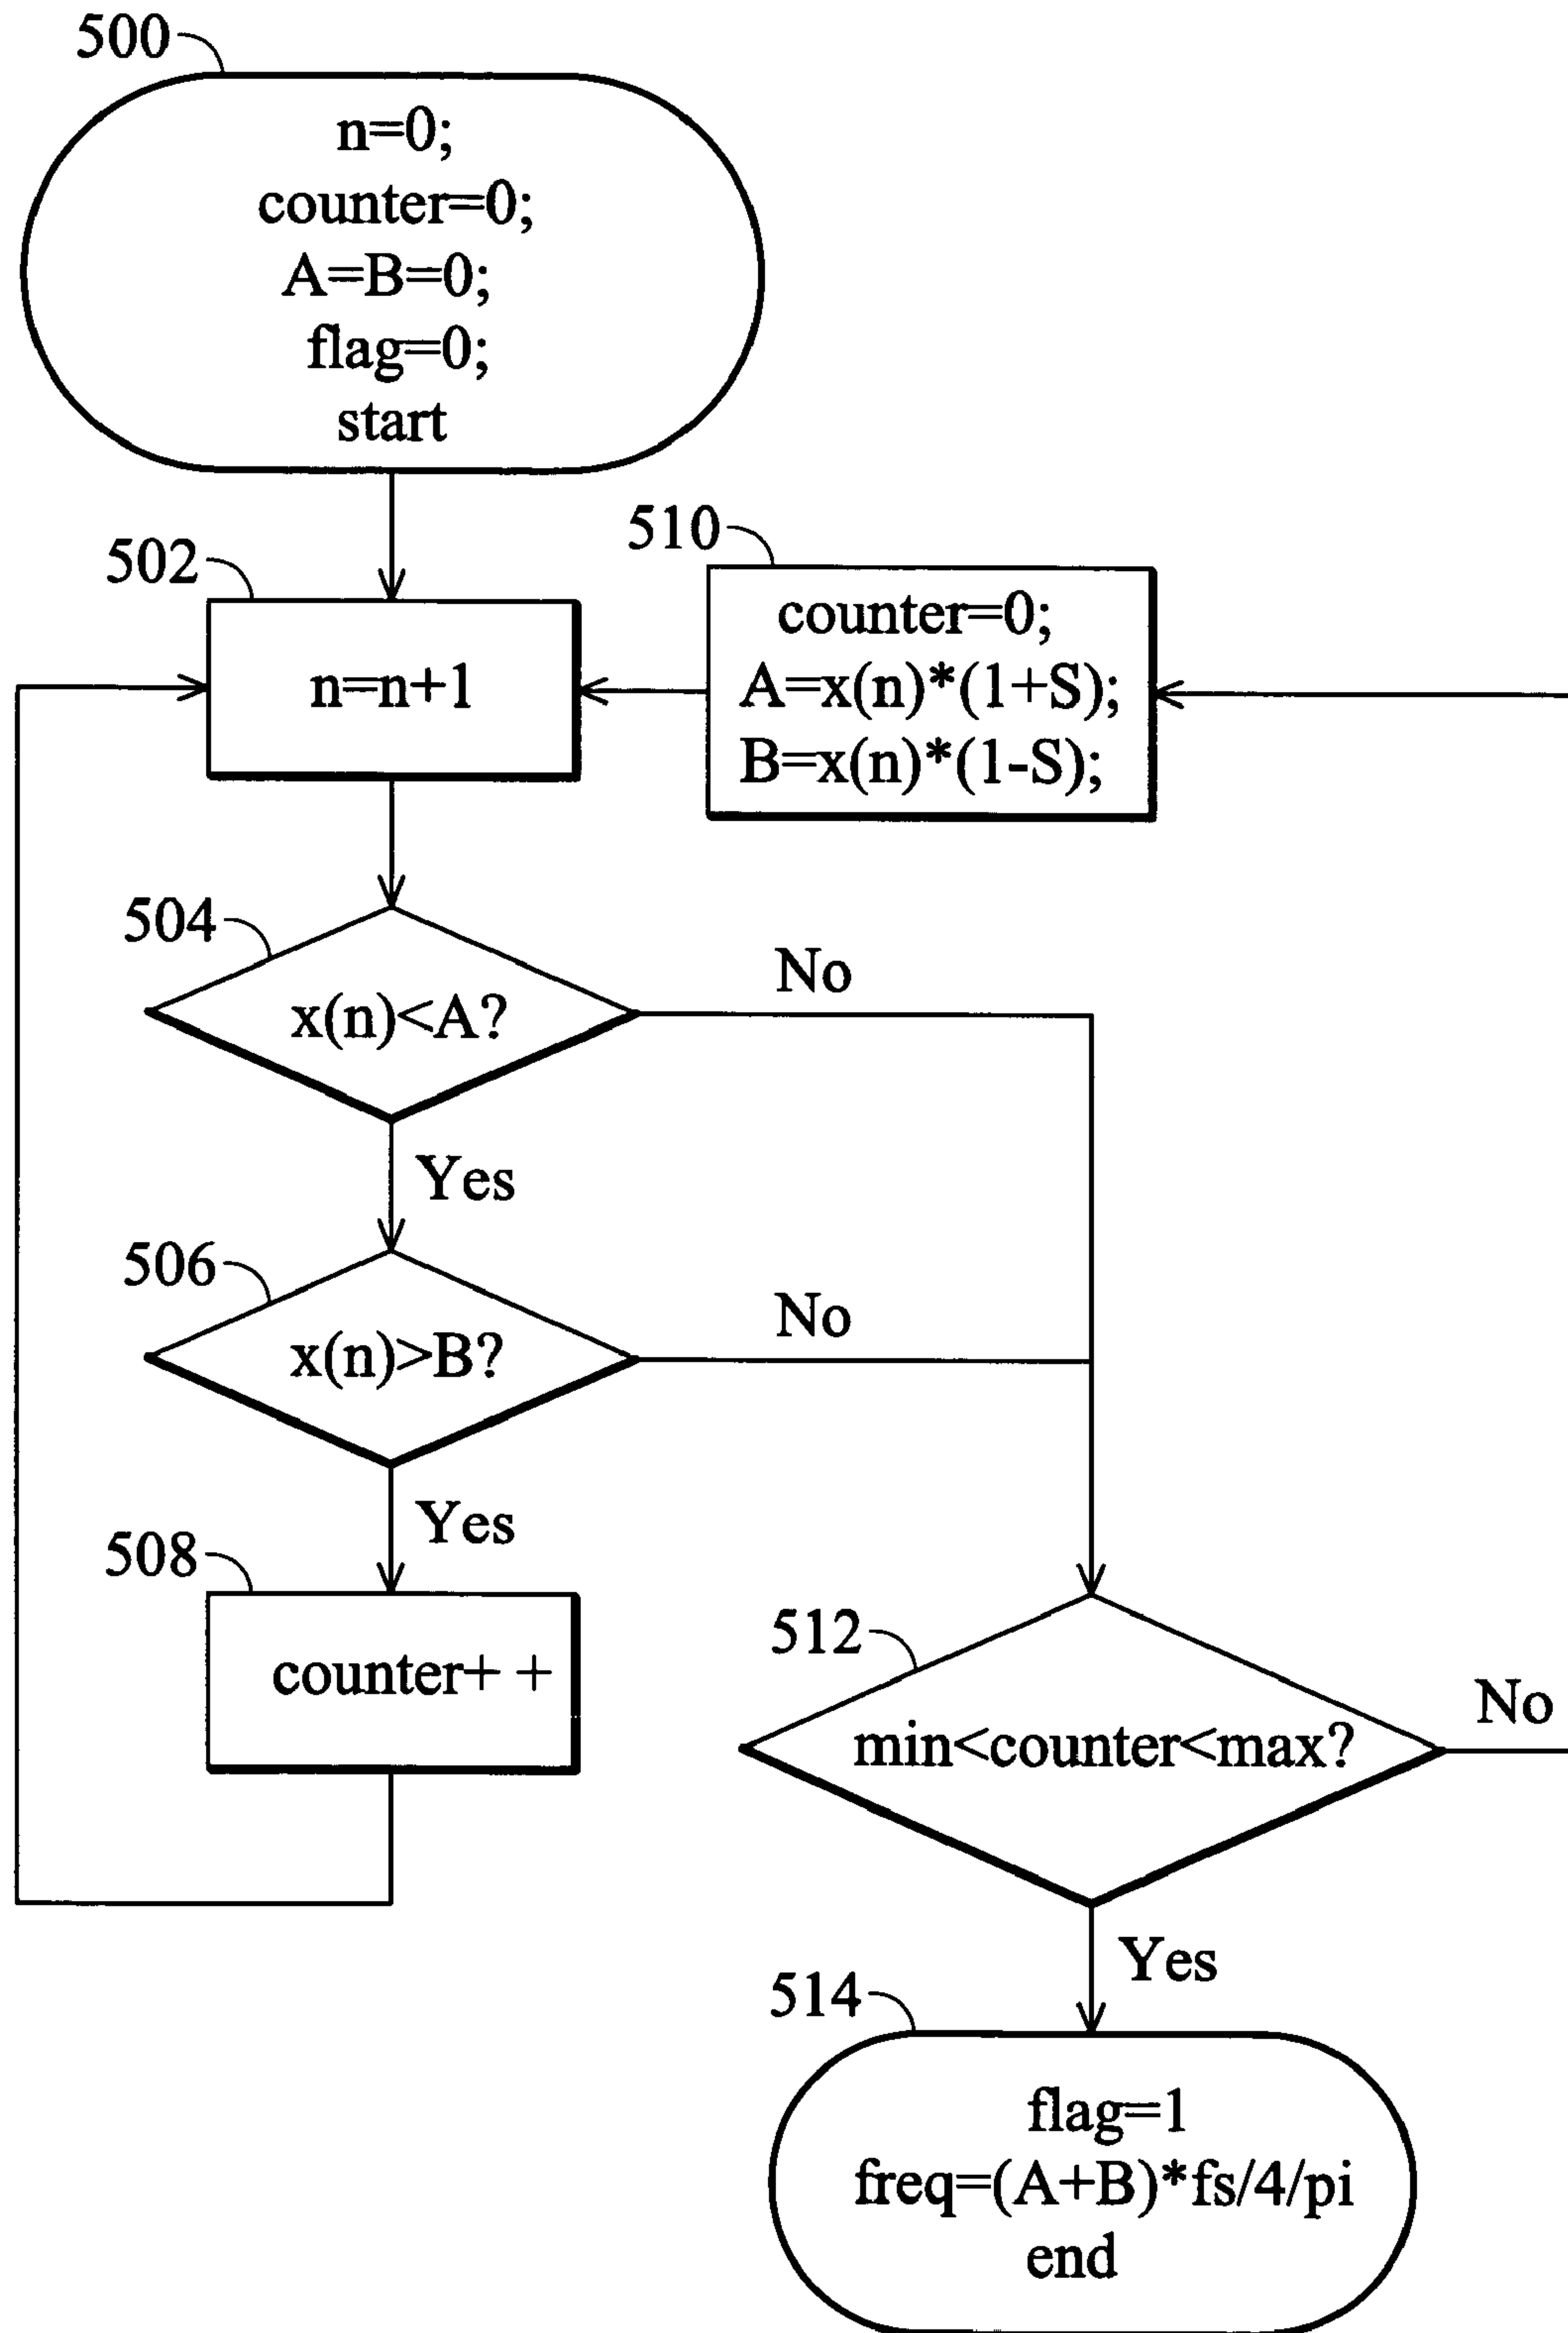 500
n=0;
counter=0;
A=B=0;
flag=0;
start
502
n=n+1
510
counter=0;
A=x(n)*(1+S);
B=x(n)*(1-S);
504
x(n)<A?
No
Yes
506
x(n)>B?
No
Yes
508
counter+ +
512
min<counter<max?
No
Yes
514
flag=1
freq=(A+B)*fs/4/pi
end